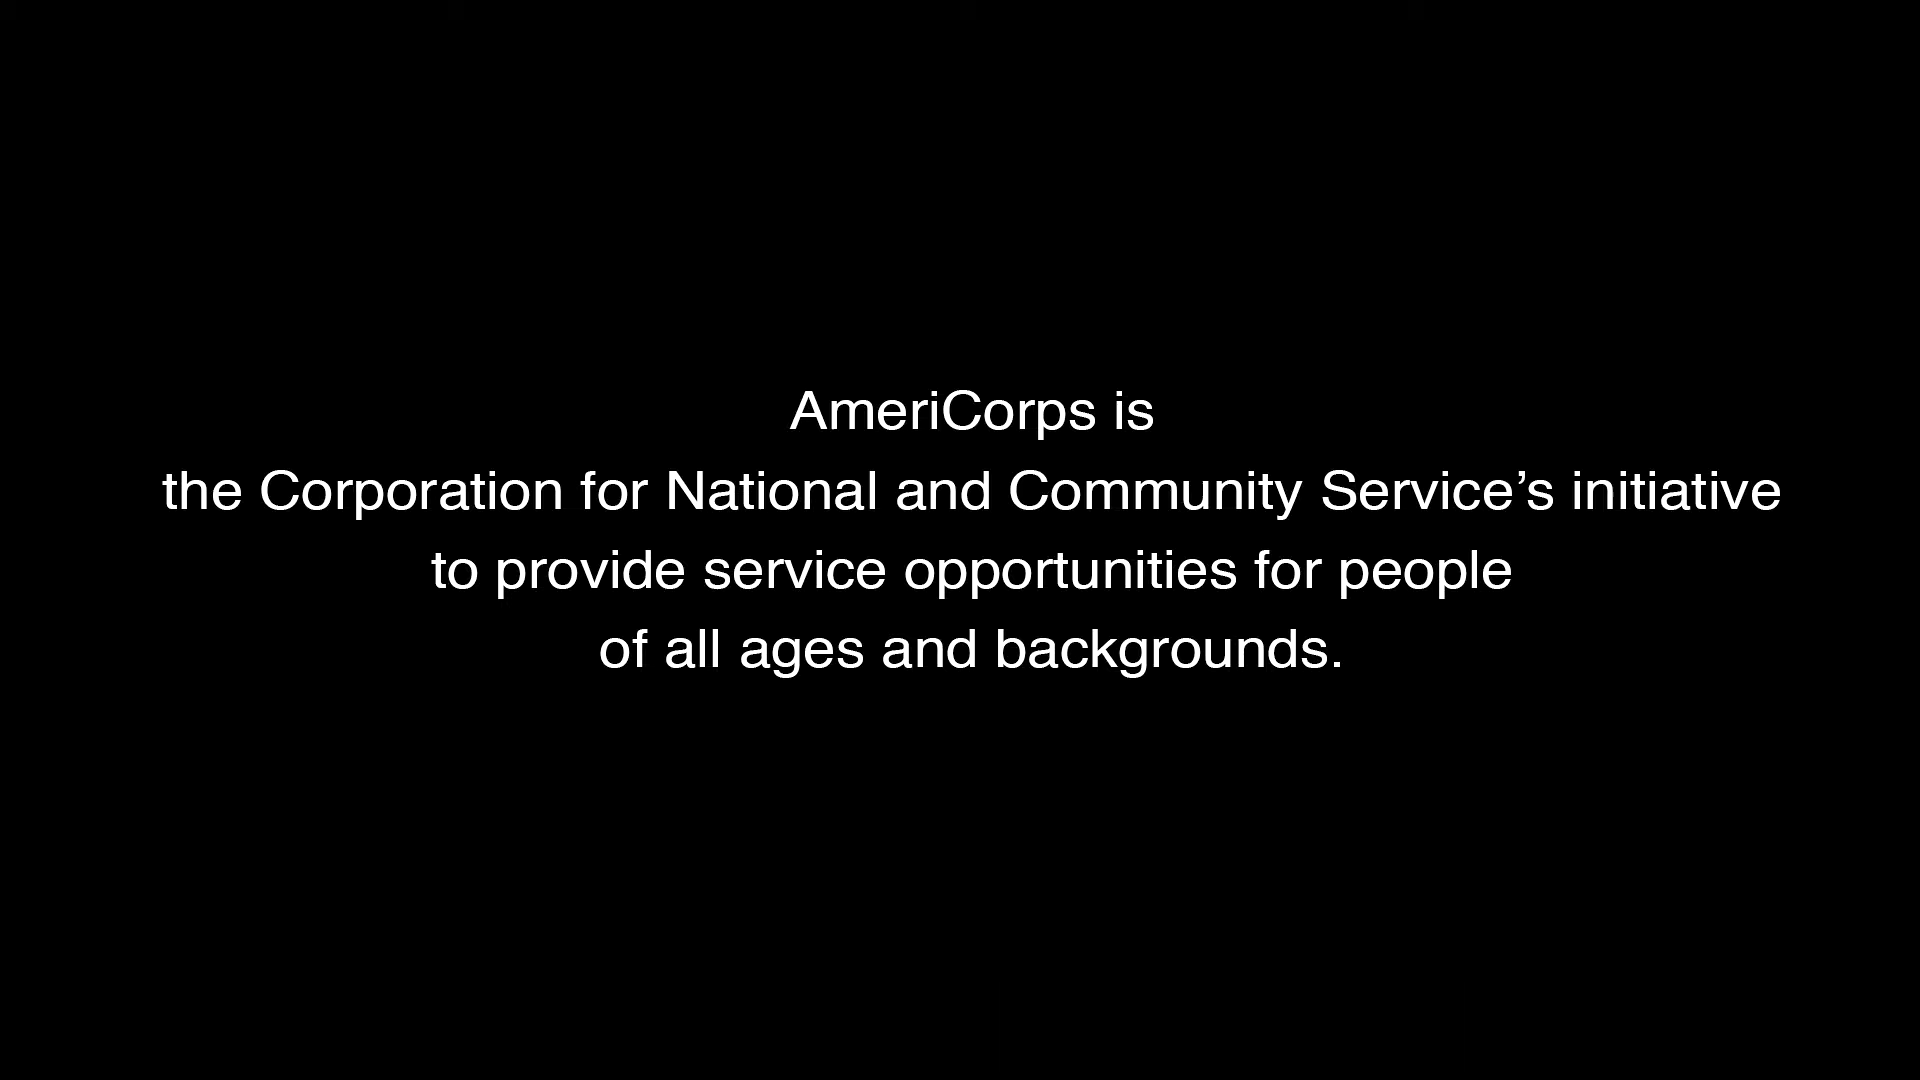 AmeriCorps is
the Corporation for National and Community Service’s initiative
to provide service opportunities for people
of all ages and backgrounds.